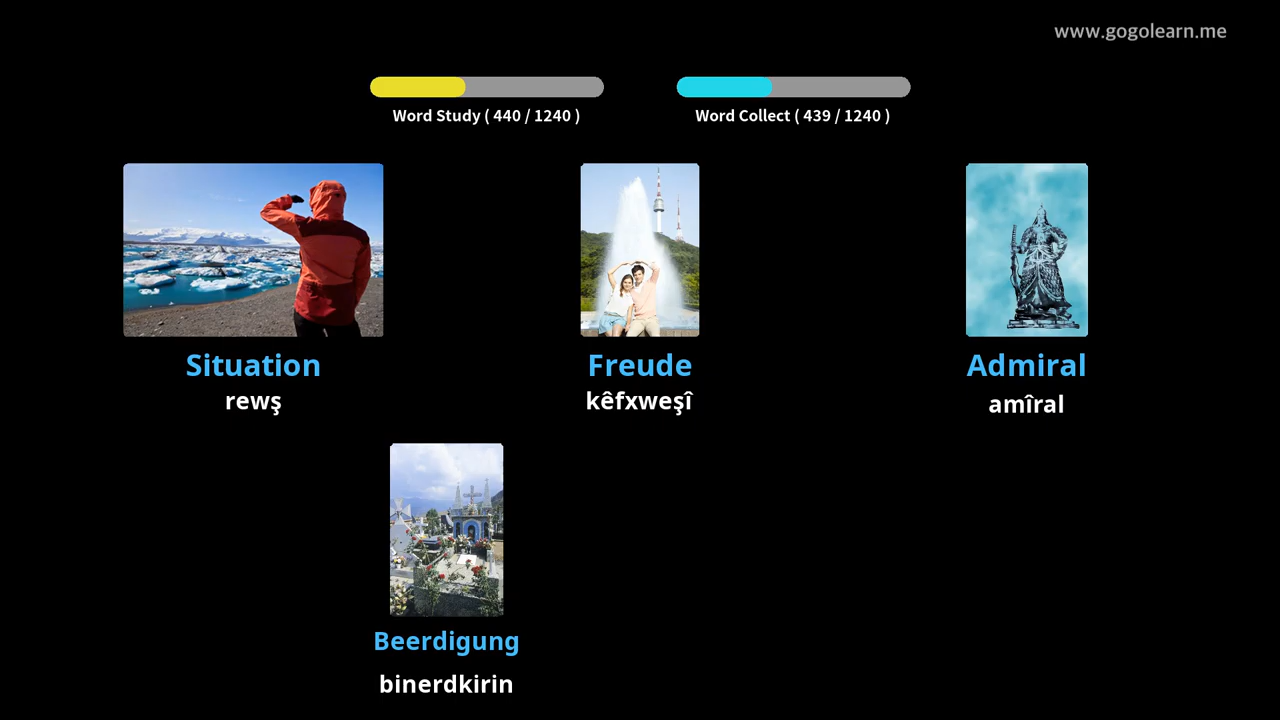 www.gogolearn.me
Word Study ( 440 / 1240 )
Word Collect ( 439 / 1240 )
Situation
rewş
Freude
kêfxweşî
Admiral
amîral
Beerdigung
binerdkirin